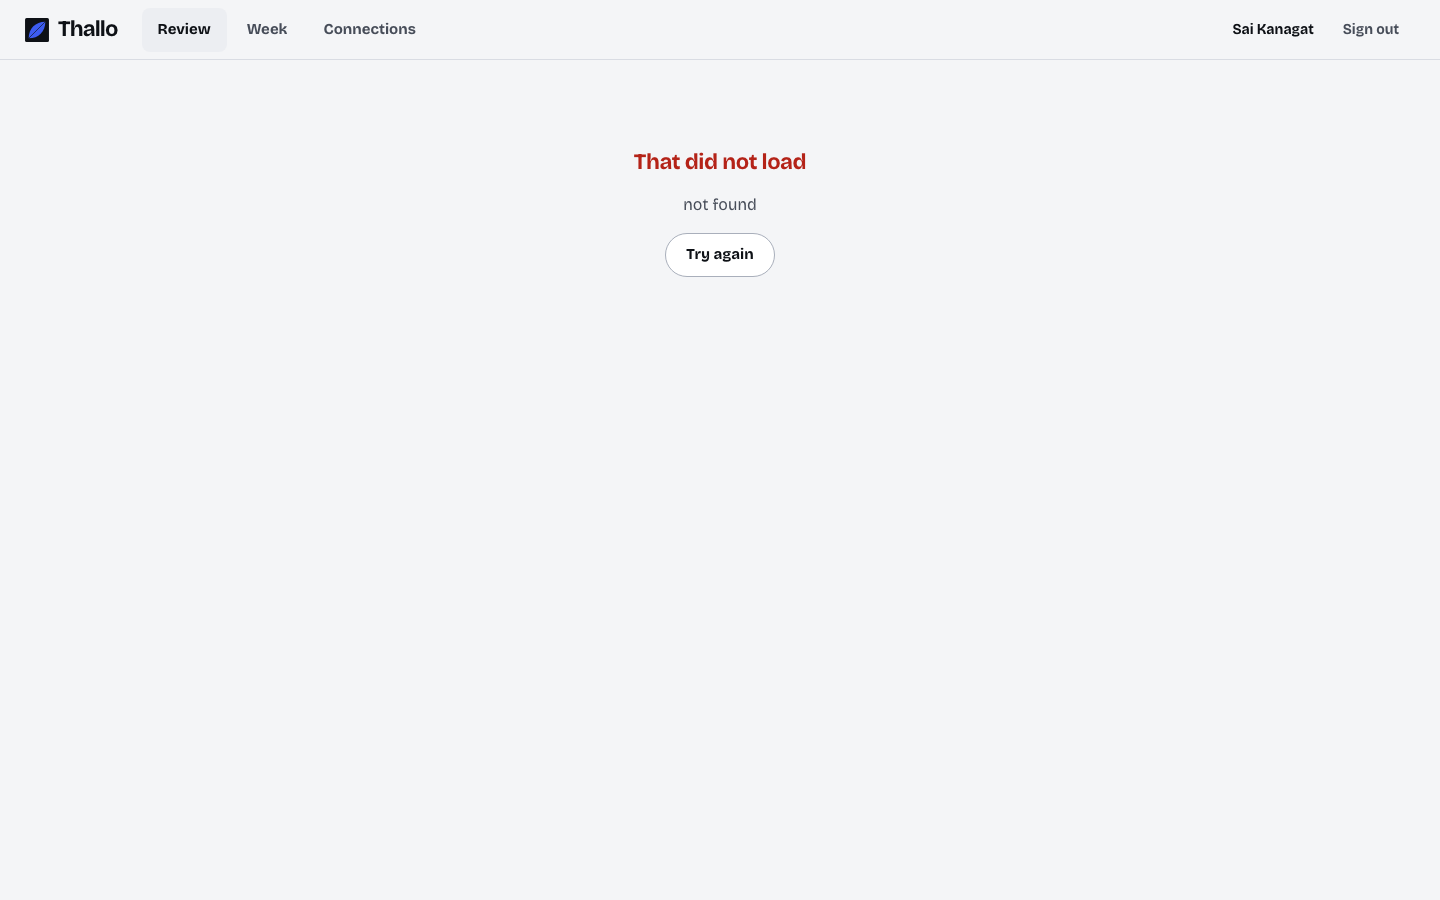 Thallo Review Week Connections Sai Kanagat Sign out
That did not load
not found
Try again